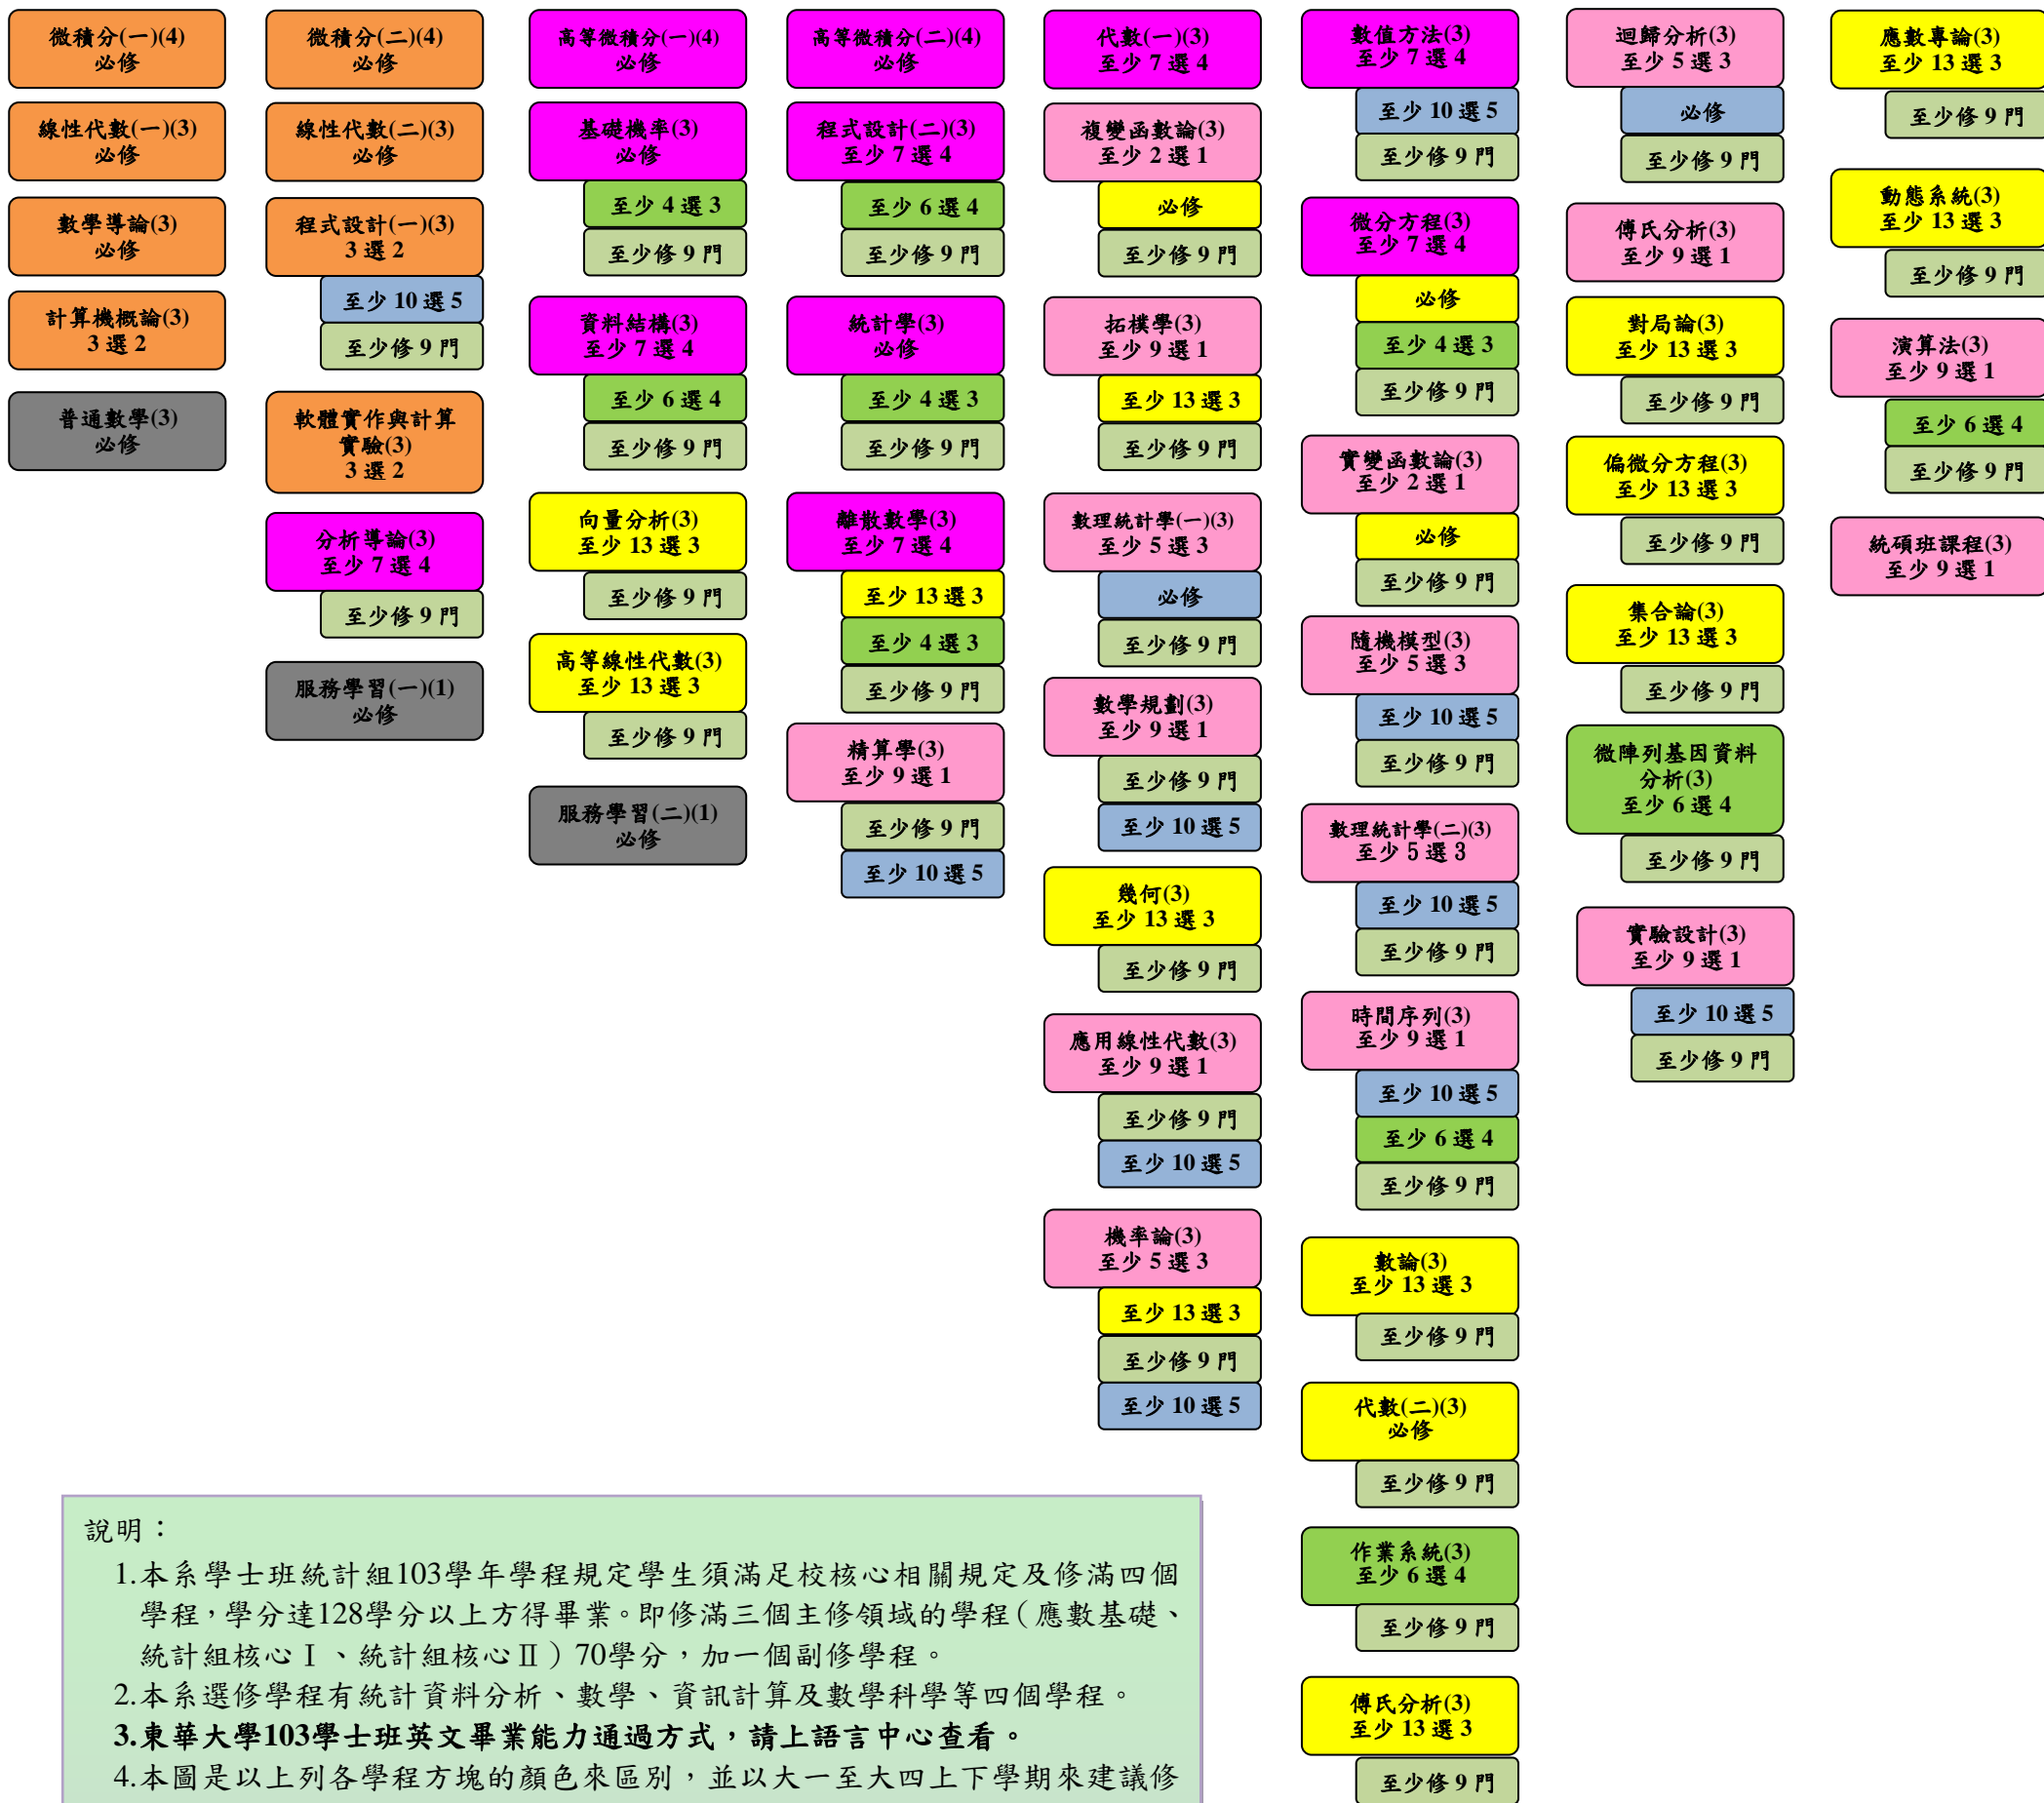 微積分(一)(4)
必修
線性代數(一)(3)
必修
數學導論(3)
必修
計算機概論(3)
3 選 2
普通數學(3)
必修
微積分(二)(4)
必修
線性代數(二)(3)
必修
程式設計(一)(3)
3 選 2
至少 10 選 5
至少修 9 門
軟體實作與計算
實驗(3)
3 選 2
分析導論(3)
至少 7 選 4
至少修 9 門
服務學習(一)(1)
必修
高等微積分(一)(4)
必修
基礎機率(3)
必修
至少 4 選 3
至少修 9 門
資料結構(3)
至少 7 選 4
至少 6 選 4
至少修 9 門
向量分析(3)
至少 13 選 3
至少修 9 門
高等線性代數(3)
至少 13 選 3
至少修 9 門
服務學習(二)(1)
必修
高等微積分(二)(4)
必修
程式設計(二)(3)
至少 7 選 4
至少 6 選 4
至少修 9 門
統計學(3)
必修
至少 4 選 3
至少修 9 門
離散數學(3)
至少 7 選 4
至少 13 選 3
至少 4 選 3
至少修 9 門
精算學(3)
至少 9 選 1
至少修 9 門
至少 10 選 5
代數(一)(3)
至少 7 選 4
複變函數論(3)
至少 2 選 1
必修
至少修 9 門
拓樸學(3)
至少 9 選 1
至少 13 選 3
至少修 9 門
數理統計學(一)(3)
至少 5 選 3
必修
至少修 9 門
數學規劃(3)
至少 9 選 1
至少修 9 門
至少 10 選 5
幾何(3)
至少 13 選 3
至少修 9 門
應用線性代數(3)
至少 9 選 1
至少修 9 門
至少 10 選 5
機率論(3)
至少 5 選 3
至少 13 選 3
至少修 9 門
至少 10 選 5
數值方法(3)
至少 7 選 4
至少 10 選 5
至少修 9 門
微分方程(3)
至少 7 選 4
必修
至少 4 選 3
至少修 9 門
實變函數論(3)
至少 2 選 1
必修
至少修 9 門
隨機模型(3)
至少 5 選 3
至少 10 選 5
至少修 9 門
數理統計學(二)(3)
至少 5 選 3
至少 10 選 5
至少修 9 門
時間序列(3)
至少 9 選 1
至少 10 選 5
至少 6 選 4
至少修 9 門
數論(3)
至少 13 選 3
至少修 9 門
代數(二)(3)
必修
至少修 9 門
作業系統(3)
至少 6 選 4
至少修 9 門
傅氏分析(3)
至少 13 選 3
至少修 9 門
迴歸分析(3)
至少 5 選 3
必修
至少修 9 門
傅氏分析(3)
至少 9 選 1
對局論(3)
至少 13 選 3
至少修 9 門
偏微分方程(3)
至少 13 選 3
至少修 9 門
集合論(3)
至少 13 選 3
至少修 9 門
微陣列基因資料
分析(3)
至少 6 選 4
至少修 9 門
實驗設計(3)
至少 9 選 1
至少 10 選 5
至少修 9 門
應數專論(3)
至少 13 選 3
至少修 9 門
動態系統(3)
至少 13 選 3
至少修 9 門
演算法(3)
至少 9 選 1
至少 6 選 4
至少修 9 門
統碩班課程(3)
至少 9 選 1
說明：
1.本系學士班統計組103學年學程規定學生須滿足校核心相關規定及修滿四個
學程，學分達128學分以上方得畢業。即修滿三個主修領域的學程（應數基礎、
統計組核心Ⅰ、統計組核心Ⅱ）70學分，加一個副修學程。
2.本系選修學程有統計資料分析、數學、資訊計算及數學科學等四個學程。
3.東華大學103學士班英文畢業能力通過方式，請上語言中心查看。
4.本圖是以上列各學程方塊的顏色來區別，並以大一至大四上下學期來建議修